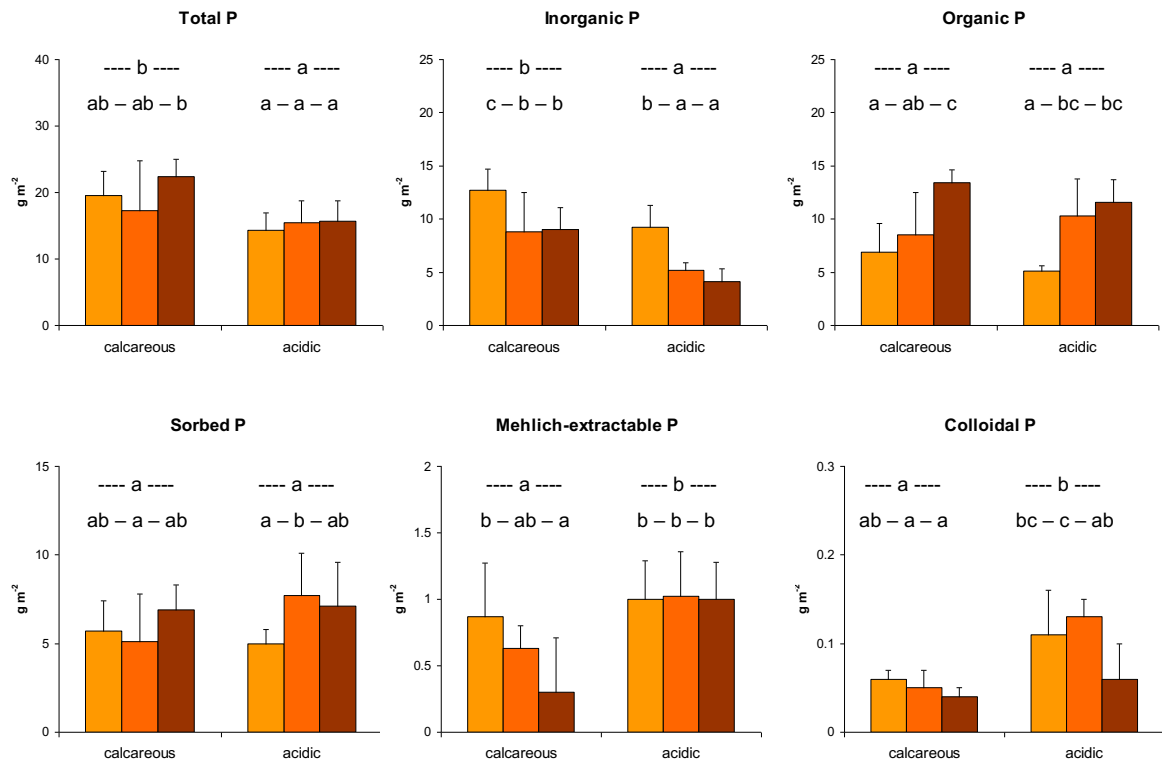 Total P
40
30
20
10
0
g m⁻²
---- b ----
---- a ----
ab – ab – b
a – a – a
calcareous
acidic
Inorganic P
25
20
15
10
5
0
g m⁻²
---- b ----
---- a ----
c – b – b
b – a – a
calcareous
acidic
Organic P
25
20
15
10
5
0
g m⁻²
---- a ----
---- a ----
a – ab – c
a – bc – bc
calcareous
acidic
Sorbed P
15
10
5
0
g m⁻²
---- a ----
---- a ----
ab – a – ab
a – b – ab
calcareous
acidic
Mehlich-extractable P
2
1.5
1
0.5
0
g m⁻²
---- a ----
---- b ----
b – ab – a
b – b – b
calcareous
acidic
Colloidal P
0.3
0.2
0.1
0
g m⁻²
---- a ----
---- b ----
ab – a – a
bc – c – ab
calcareous
acidic